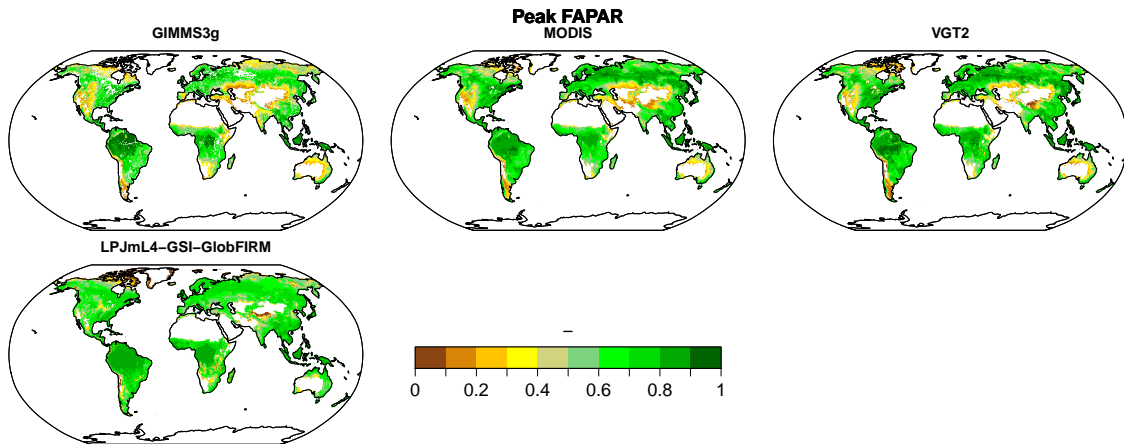 Peak FAPAR
GIMMS3g
MODIS
VGT2
LPJmL4−GSI−GlobFIRM
−
0 0.2 0.4 0.6 0.8 1